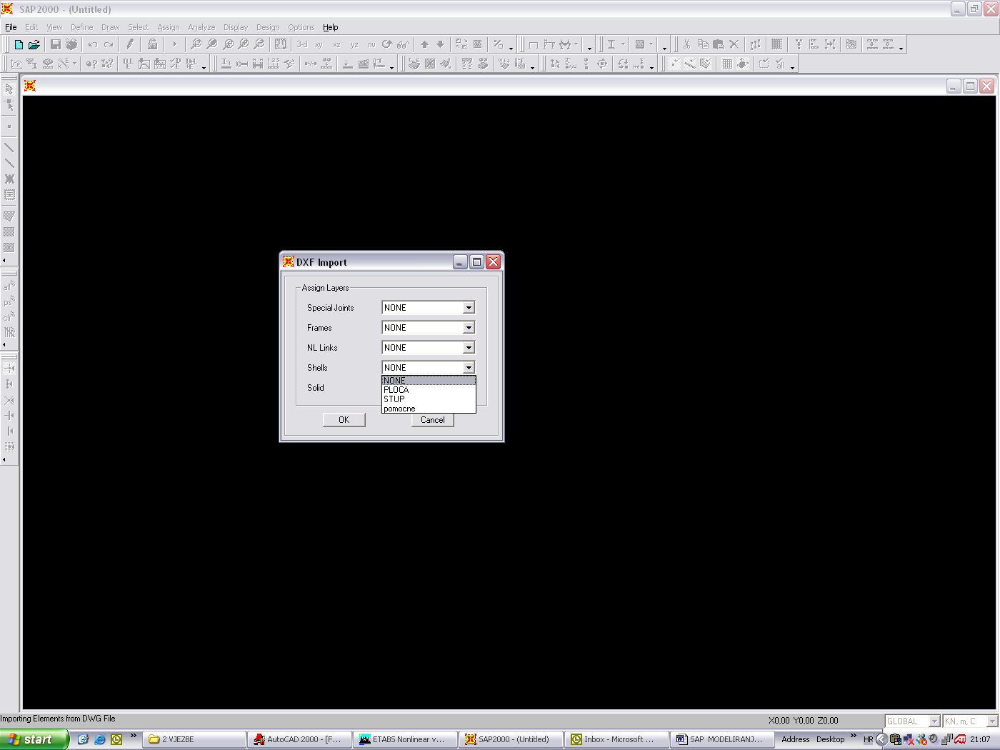 SAP2000 - (Untitled)
File Edit View Define Draw Select Assign Analyze Display Design Options Help
3-d xy xz yz nv
all
ps
clr
all
DXF Import
Assign Layers
Special Joints NONE
Frames NONE
NL Links NONE
Shells NONE
NONE
PLOCA
STUP
pomocne
Solid
OK Cancel
Importing Elements from DWG File
X0,00 Y0,00 Z0,00
GLOBAL
KN, m, C
start
2 VJEZBE
AutoCAD 2000 - [F...
ETABS Nonlinear v...
SAP2000 - (Untitled)
Inbox - Microsoft ...
SAP MODELIRANJ...
Address Desktop
HR
21:07